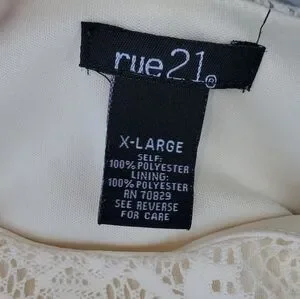 rue21®
X-LARGE
SELF:
100% POLYESTER
LINING:
100% POLYESTER
RN 70829
SEE REVERSE
FOR CARE